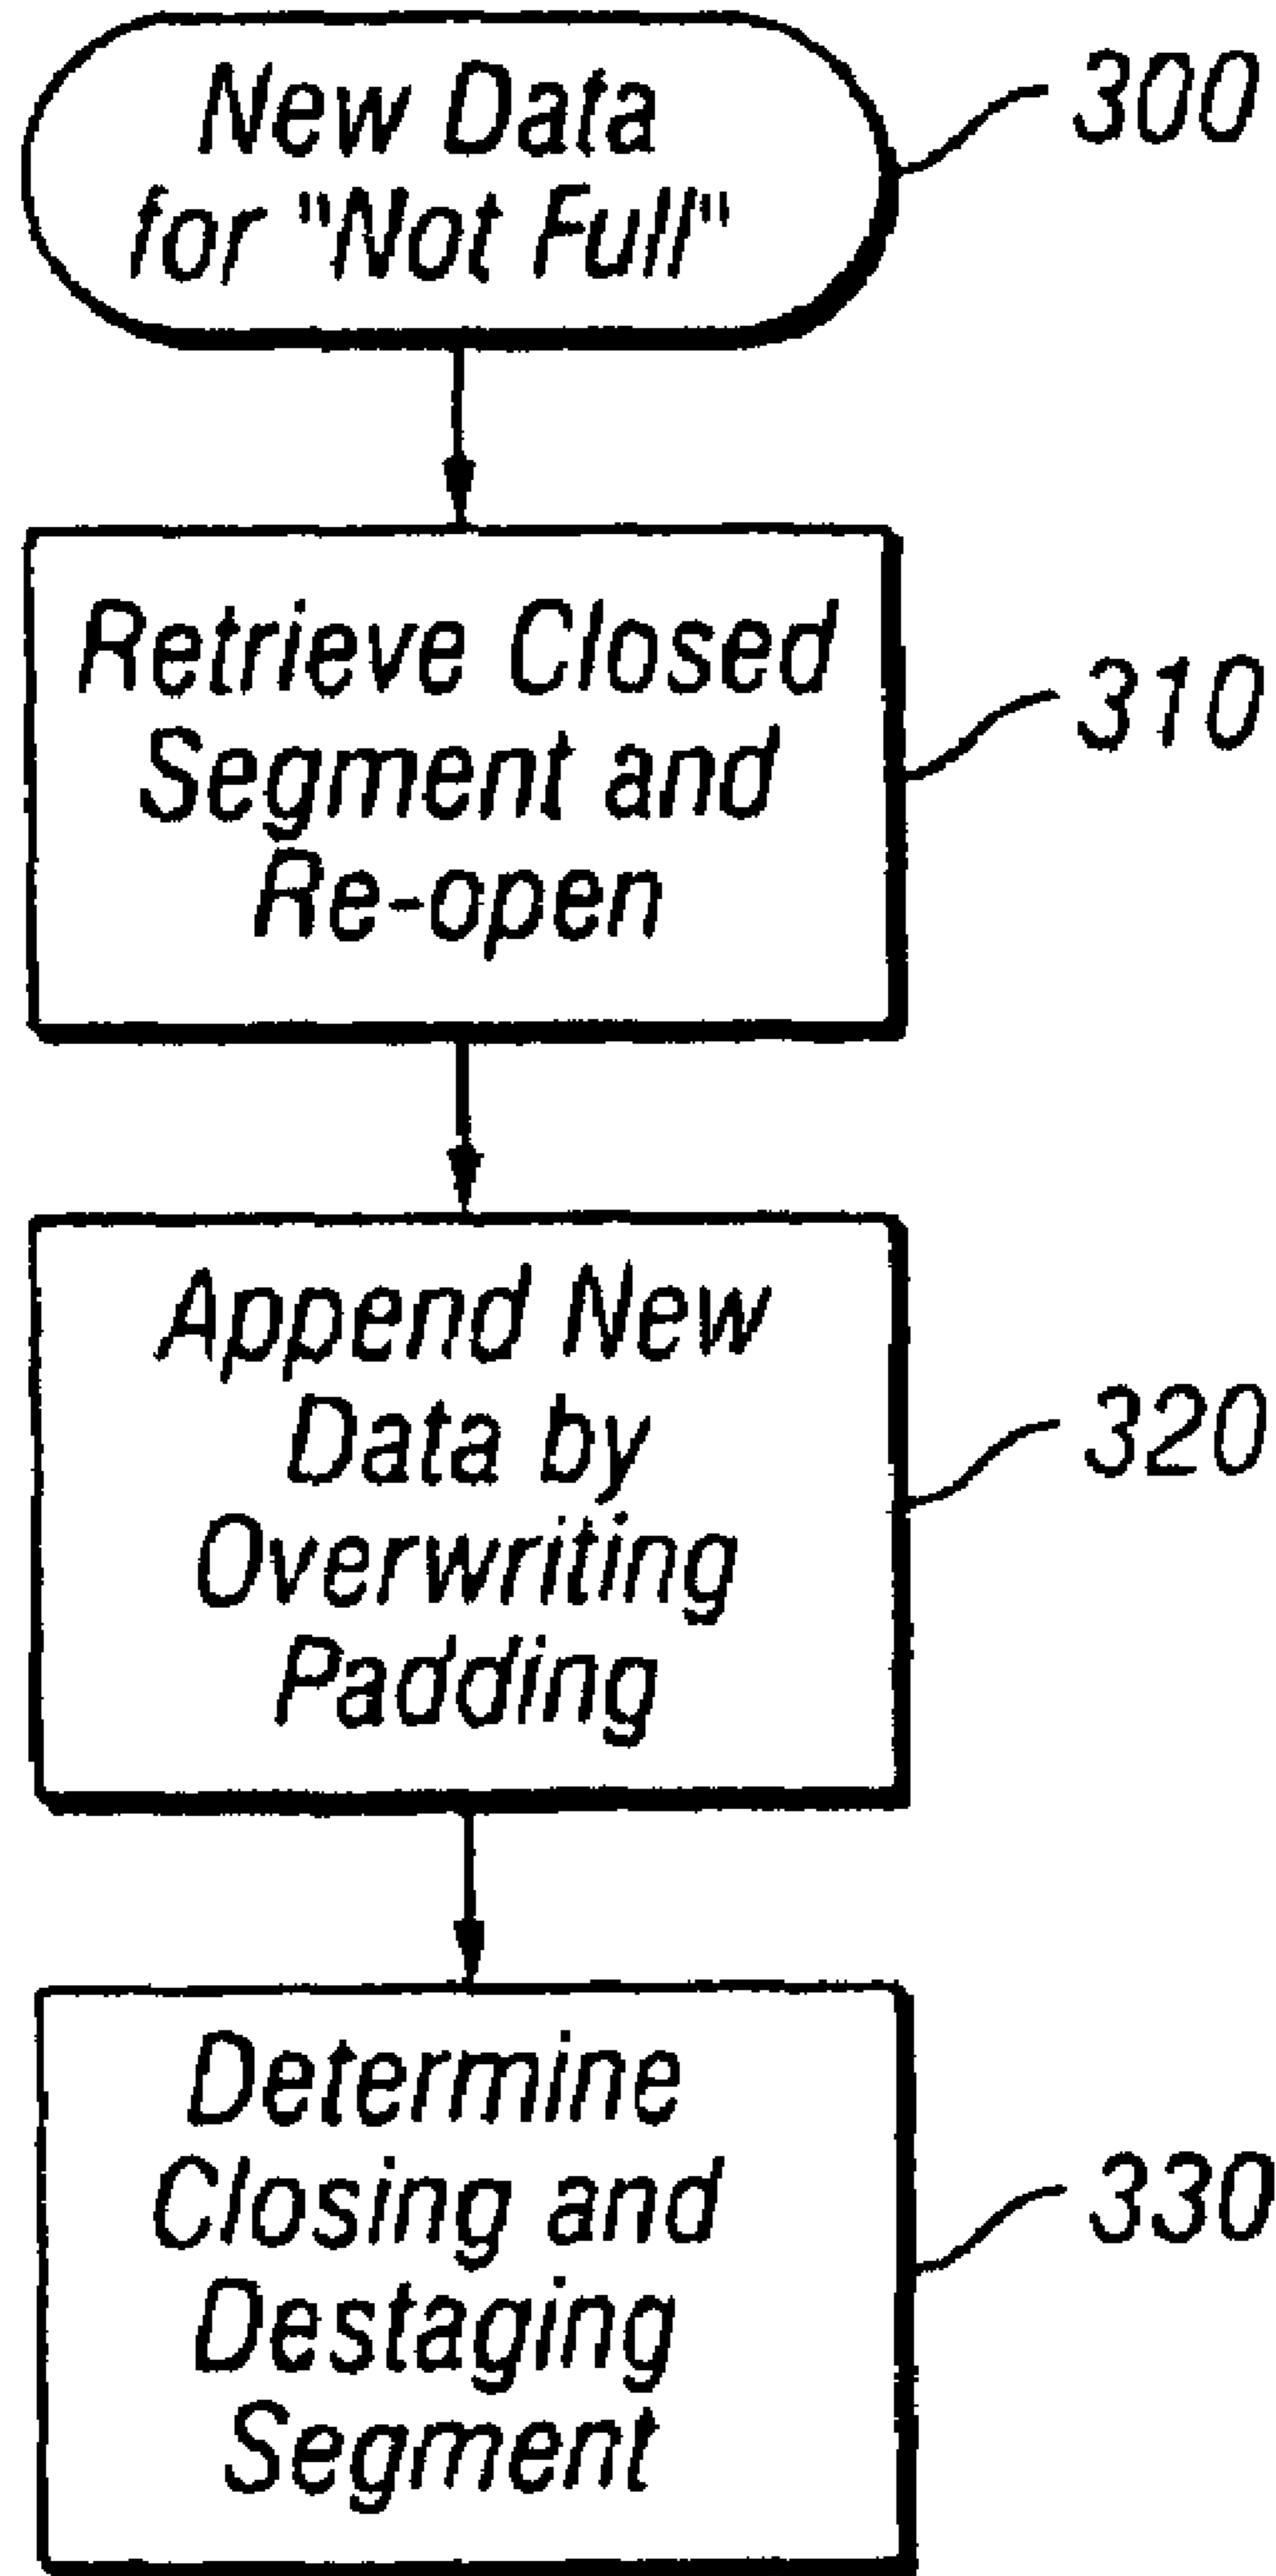 New Data
for "Not Full"
300
Retrieve Closed
Segment and
Re-open
310
Append New
Data by
Overwriting
Padding
320
Determine
Closing and
Destaging
Segment
330